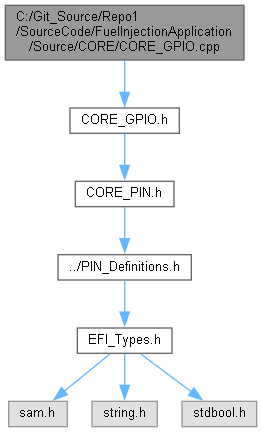 C:/Git_Source/Repo1
/SourceCode/FuelInjectionApplication
/Source/CORE/CORE_GPIO.cpp
CORE_GPIO.h
CORE_PIN.h
../PIN_Definitions.h
EFI_Types.h
sam.h
string.h
stdbool.h